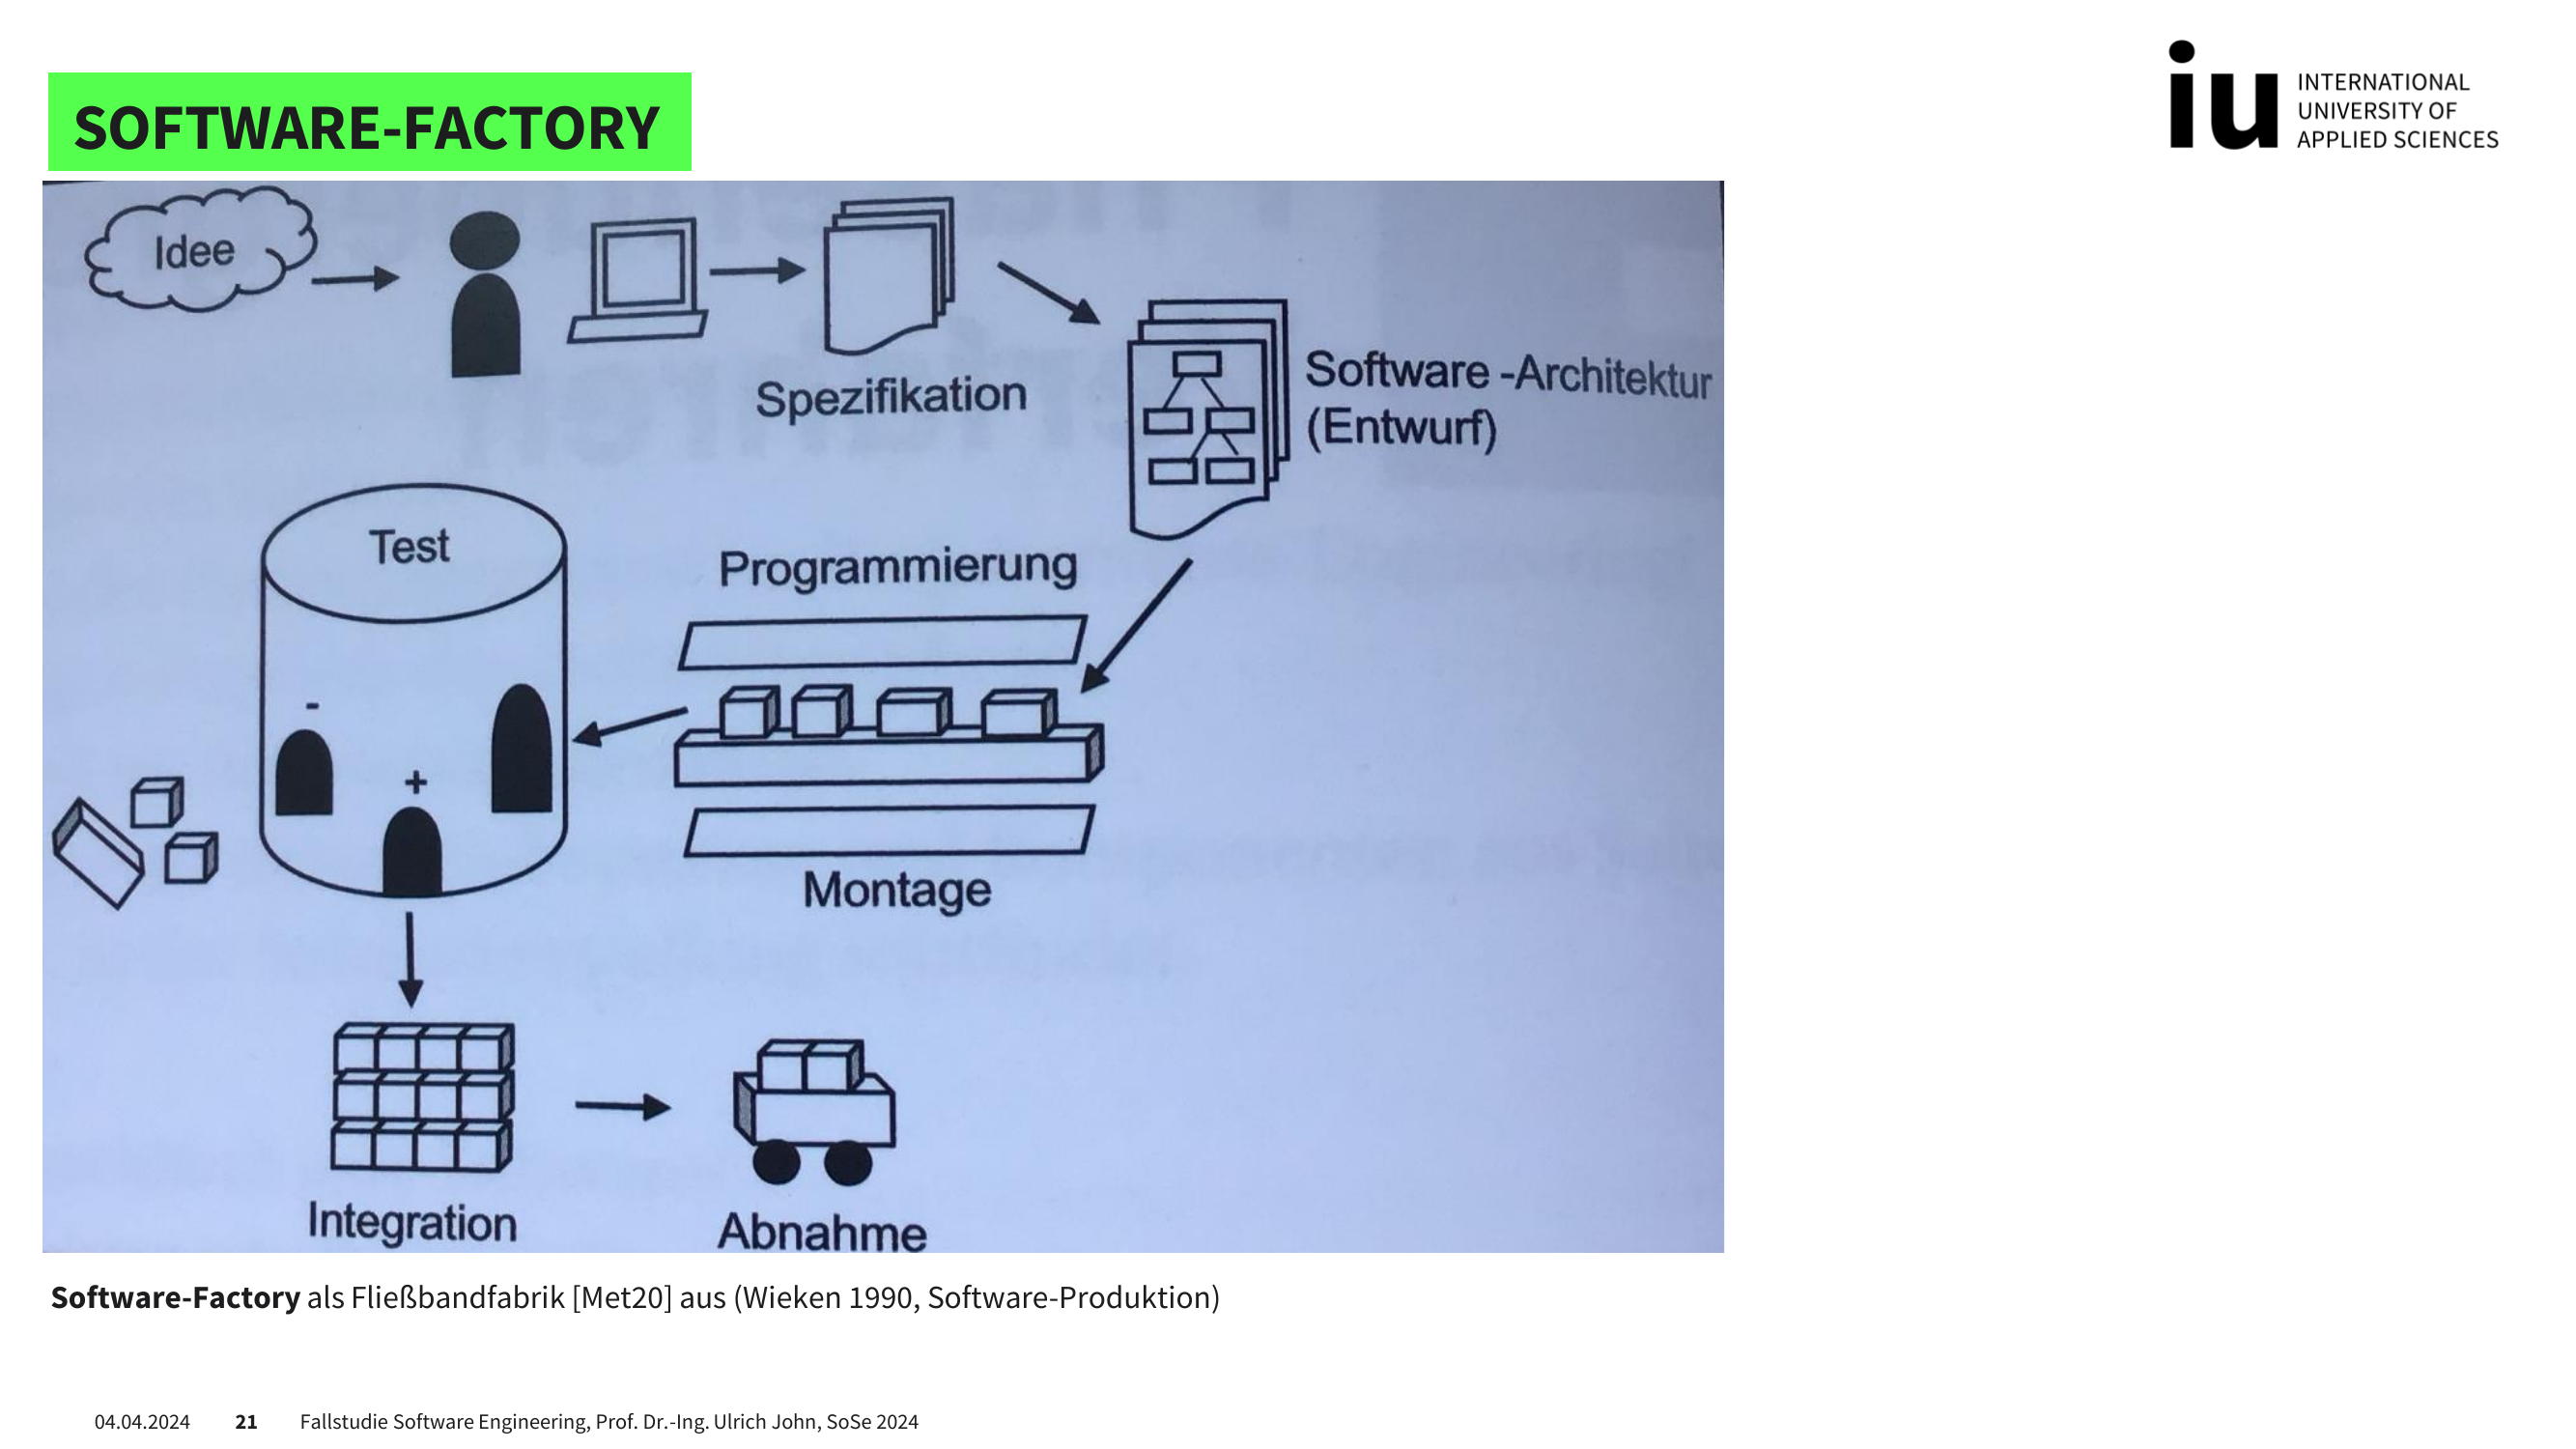 SOFTWARE-FACTORY
iu
INTERNATIONAL
UNIVERSITY OF
APPLIED SCIENCES
Idee
Spezifikation
Software -Architektur
(Entwurf)
Test
Programmierung
-
+
Montage
Integration
Abnahme
Software-Factory als Fließbandfabrik [Met20] aus (Wieken 1990, Software-Produktion)
04.04.2024 21 Fallstudie Software Engineering, Prof. Dr.-Ing. Ulrich John, SoSe 2024